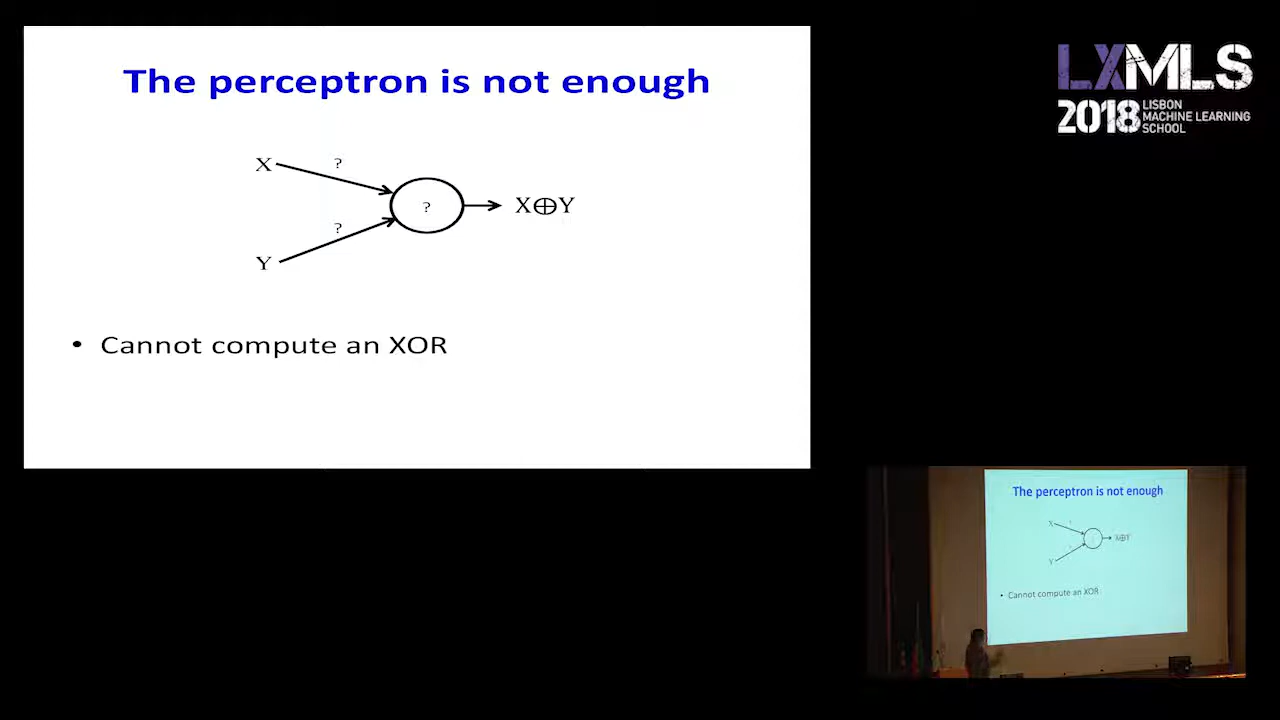 The perceptron is not enough
X
?
?
X⊕Y
?
Y
• Cannot compute an XOR
LXMLS
2018 LISBON
MACHINE LEARNING
SCHOOL
The perceptron is not enough
X
X⊕Y
Y
• Cannot compute an XOR